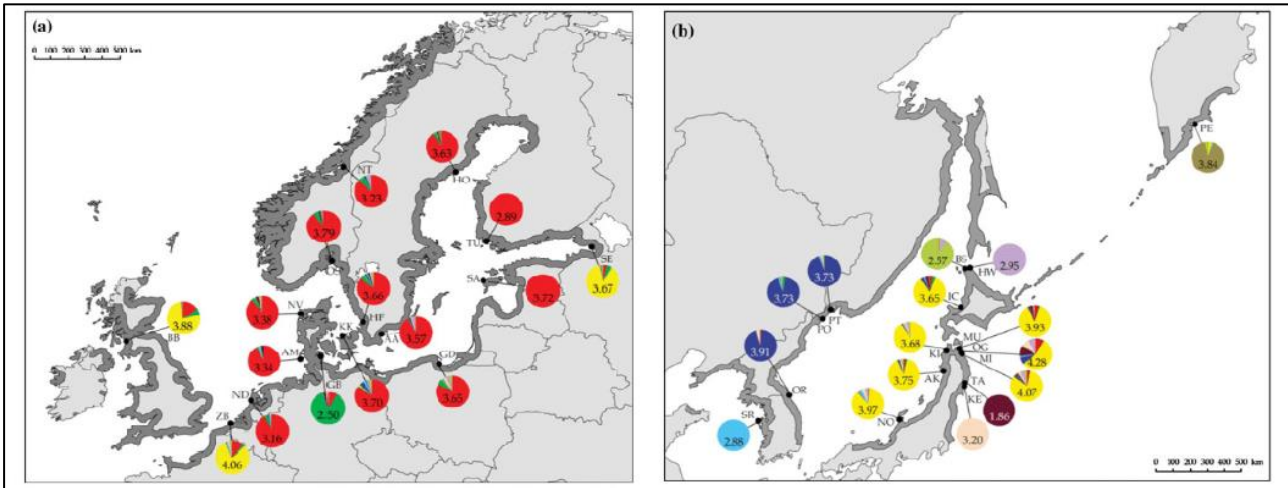 (a)
0 100 200 300 400 500 km
3.63
NT
HO
3.23
3.79
2.89
OS
TU
SE
SA
3.67
3.66
3.72
3.88
NV
KK
HF
3.38
BB
AA
3.57
AM
GD
3.34
ND
GB
3.65
ZB
2.50
3.70
3.16
4.06
(b)
PE
3.84
2.57
BS
HW
2.95
3.73
3.73
3.65
IC
PT
PO
MU
3.93
3.91
3.68
OG
KI
MI
4.28
3.75
AK
TA
4.07
OR
KE
3.97
1.86
SR
NO
2.88
3.20
0 100 200 300 400 500 km